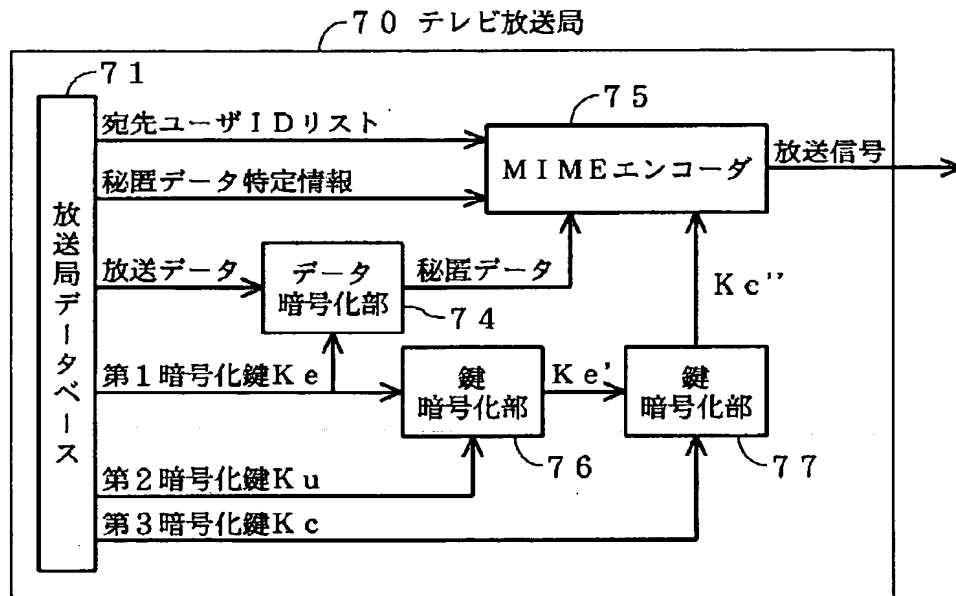 70 テレビ放送局
71
放送局データベース
宛先ユーザIDリスト
秘匿データ特定情報
75
MIMEエンコーダ
放送信号
放送データ
データ
暗号化部
74
秘匿データ
Kc''
第1暗号化鍵Ke
鍵
暗号化部
76
Ke'
鍵
暗号化部
77
第2暗号化鍵Ku
第3暗号化鍵Kc